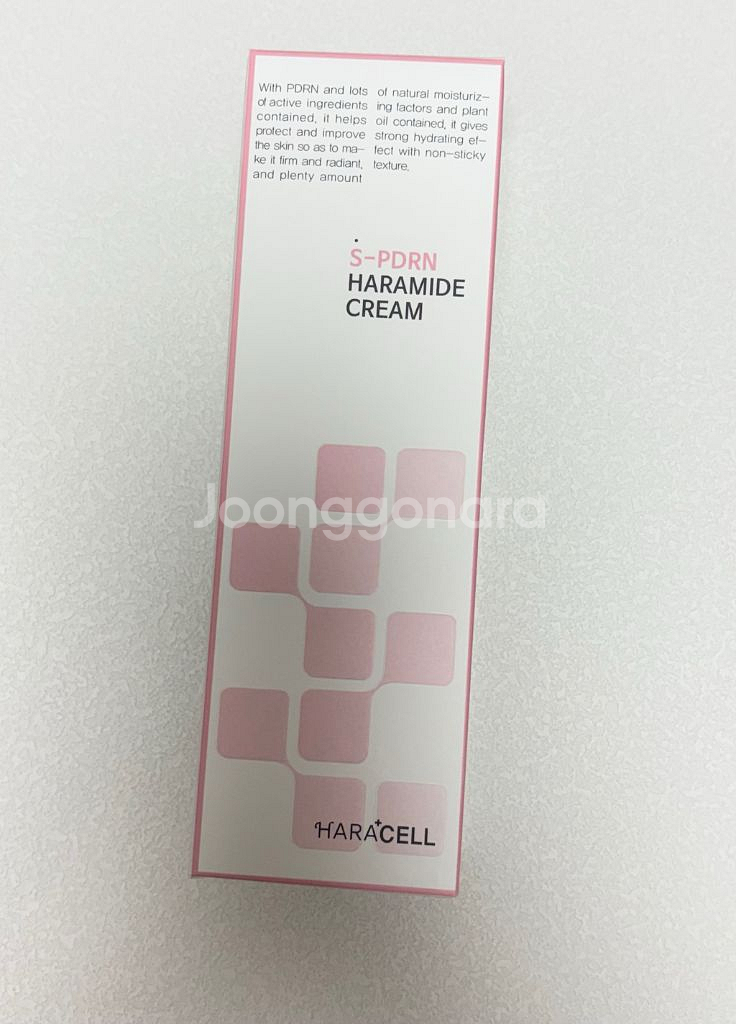 With PDRN and lots
of active ingredients
contained, it helps
protect and improve
the skin so as to ma-
ke it firm and radiant,
and plenty amount
of natural moisturiz-
ing factors and plant
oil contained, it gives
strong hydrating ef-
fect with non-sticky
texture.
S-PDRN
HARAMIDE
CREAM
Joonggonara
HARA+CELL